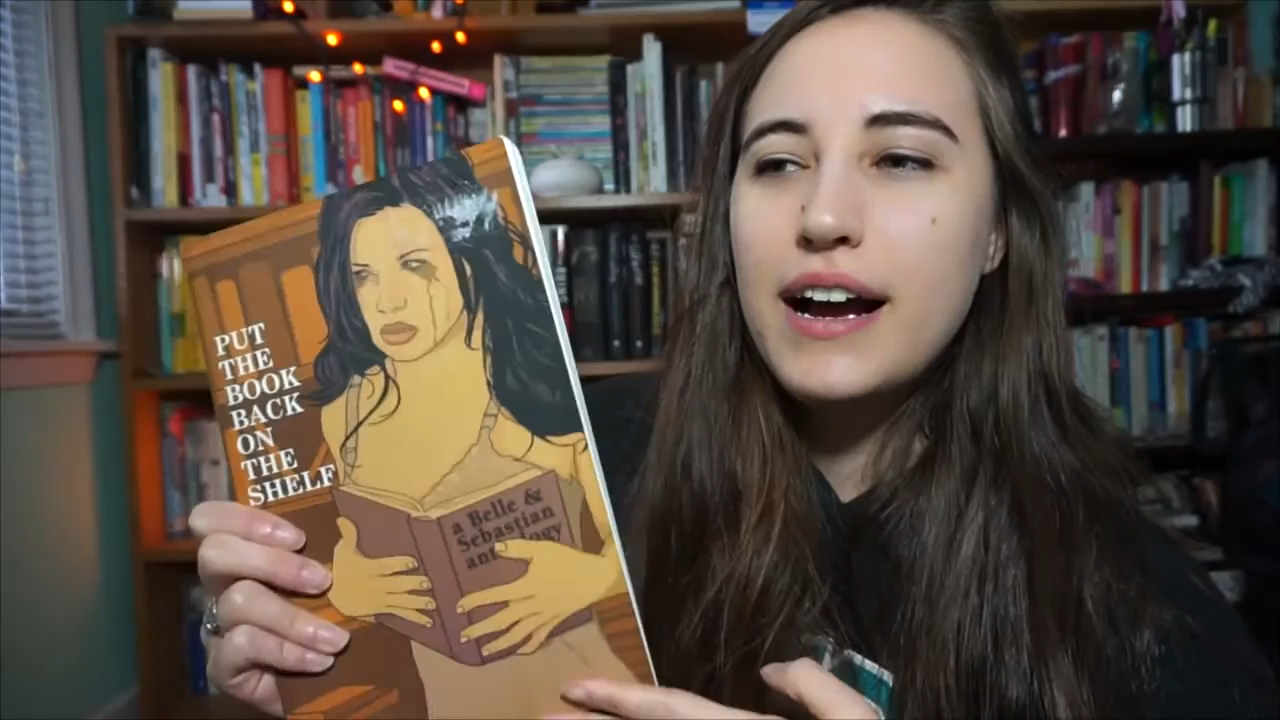 PUT
THE
BOOK
BACK
ON
THE
SHELF
a Belle &
Sebastian